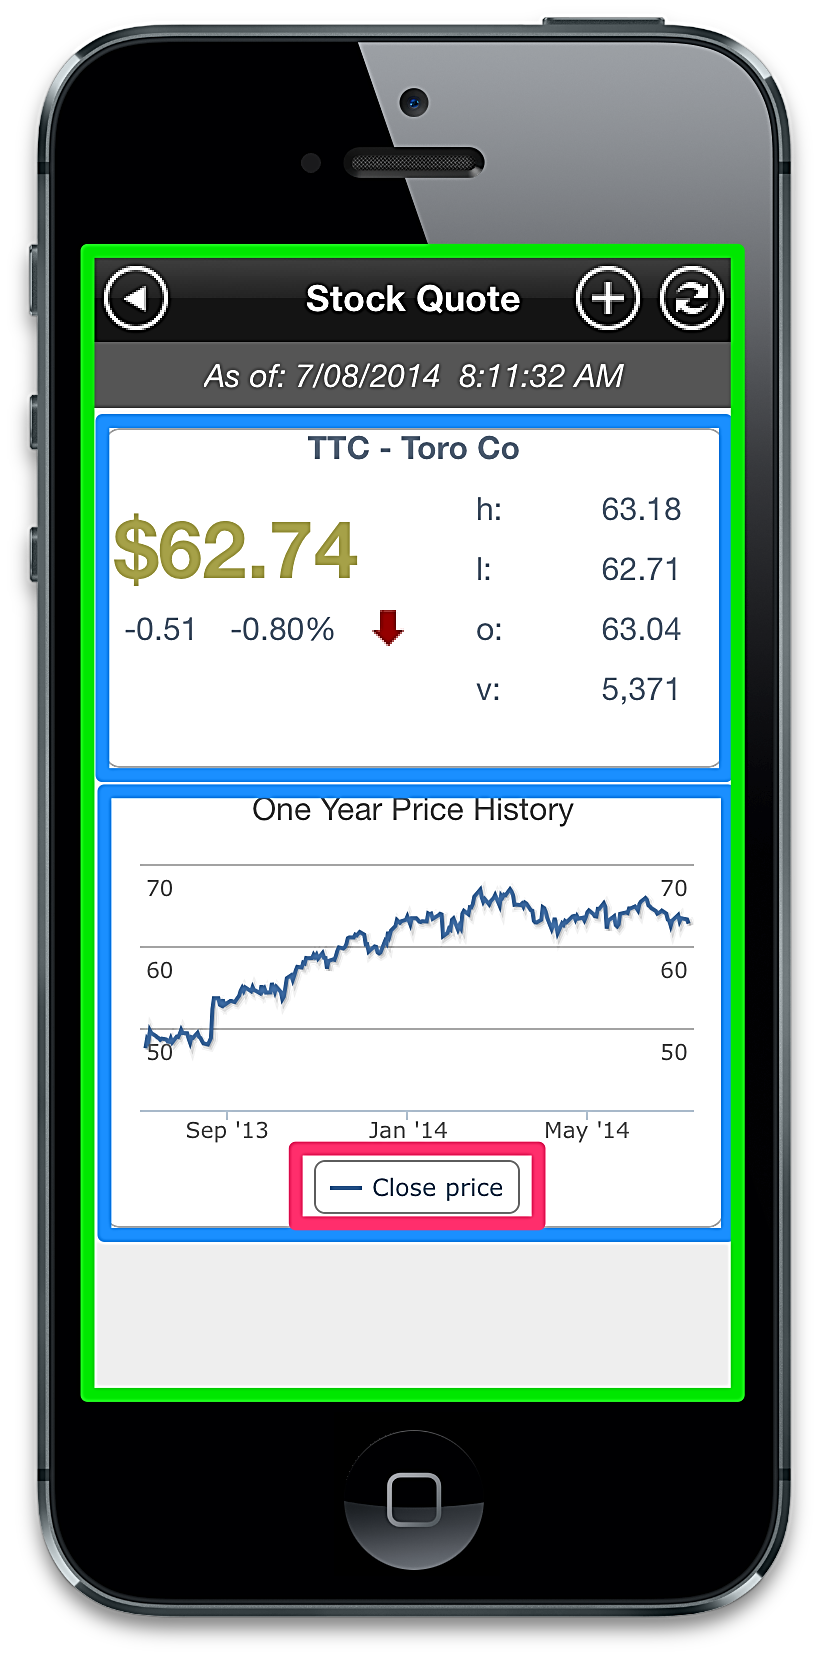 Stock Quote
As of: 7/08/2014 8:11:32 AM
TTC - Toro Co
$62.74
-0.51 -0.80%
h: 63.18
l: 62.71
o: 63.04
v: 5,371
One Year Price History
70 70
60 60
50 50
Sep '13 Jan '14 May '14
Close price